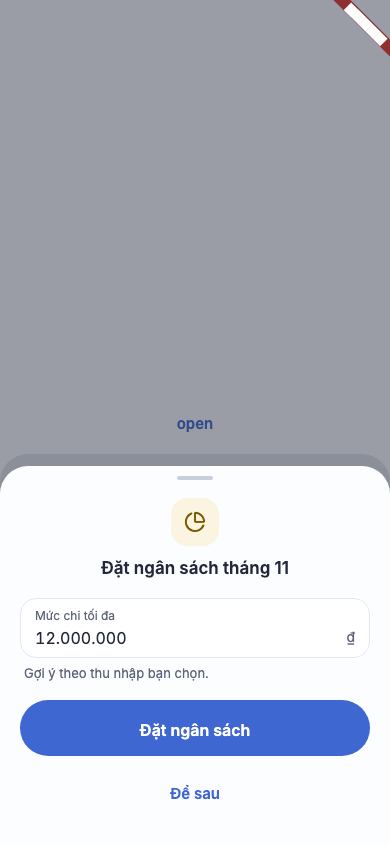 open
Đặt ngân sách tháng 11
Mức chi tối đa
12.000.000 ₫
Gợi ý theo thu nhập bạn chọn.
Đặt ngân sách
Để sau